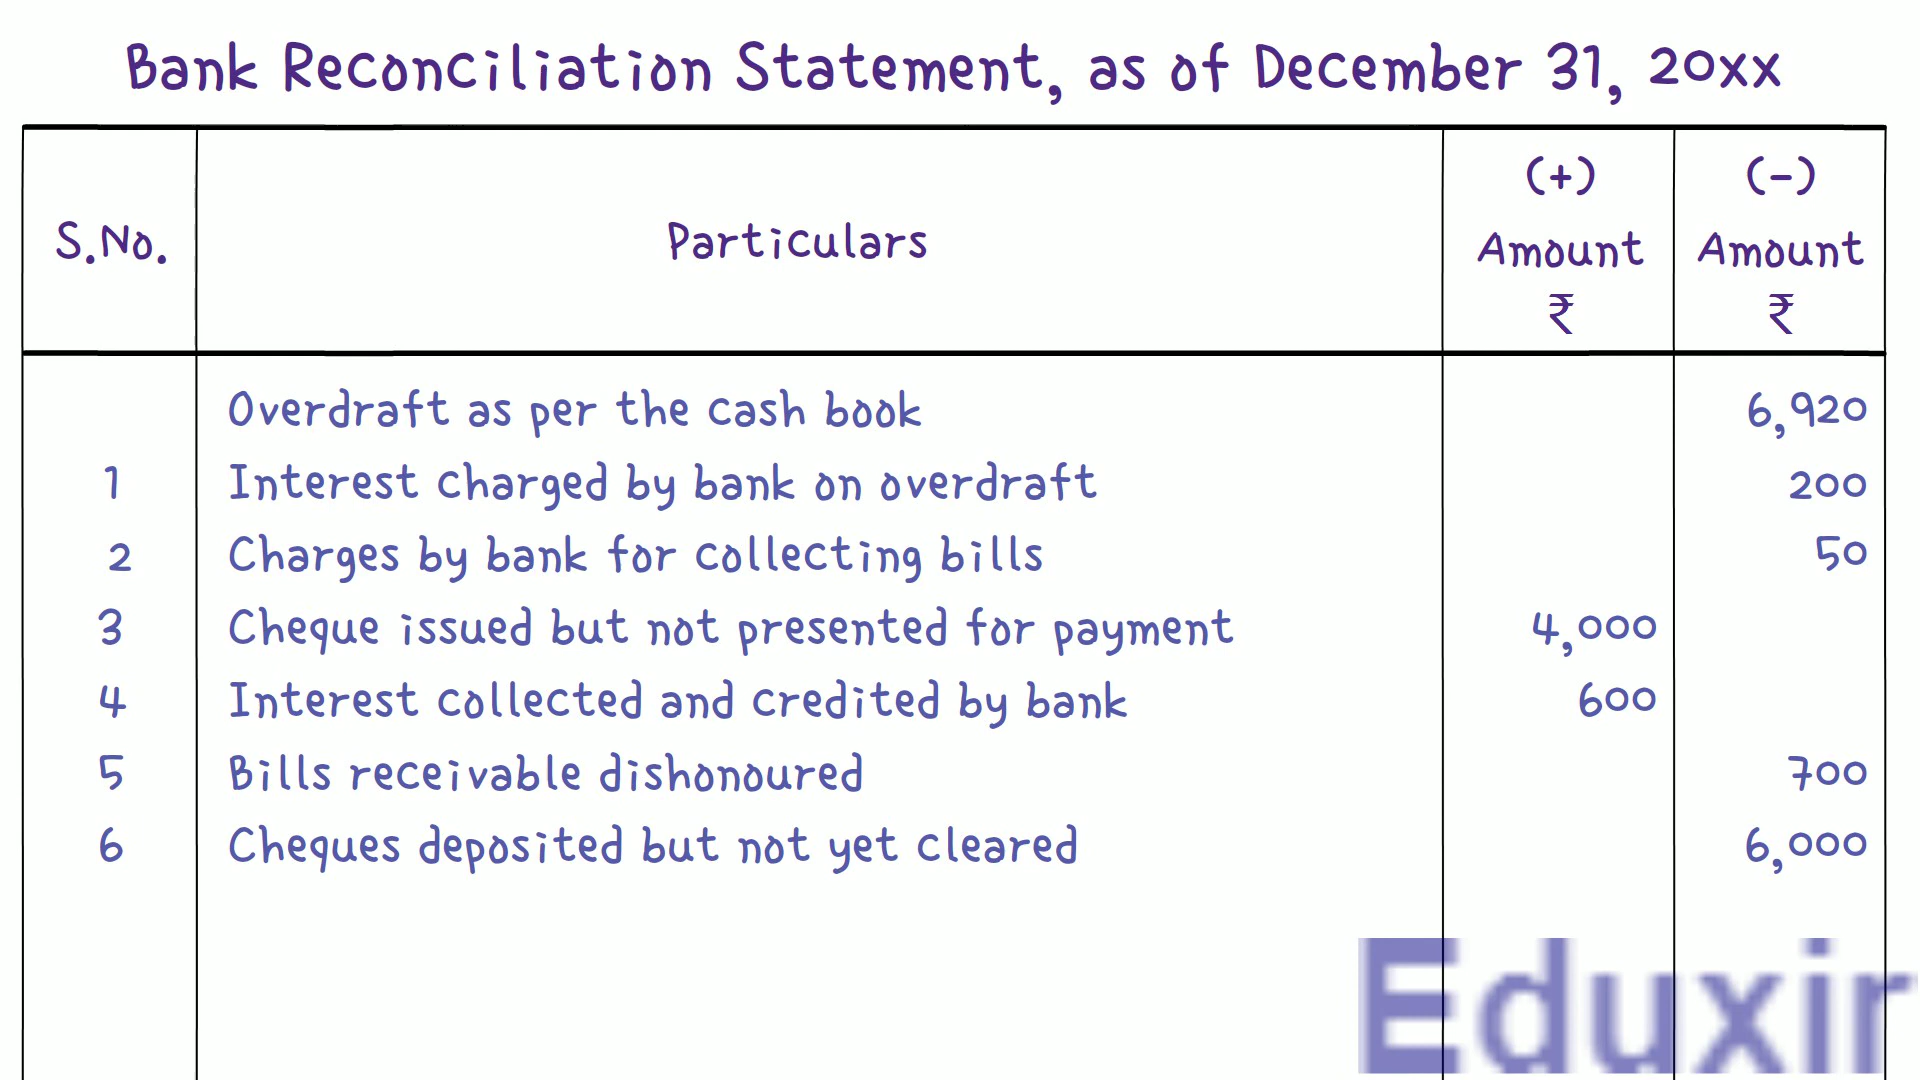 Bank Reconciliation Statement, as of December 31, 20xx
S.No. Particulars (+) Amount ₹ (-) Amount ₹
Overdraft as per the cash book 6,920
1 Interest charged by bank on overdraft 200
2 Charges by bank for collecting bills 50
3 Cheque issued but not presented for payment 4,000
4 Interest collected and credited by bank 600
5 Bills receivable dishonoured 700
6 Cheques deposited but not yet cleared 6,000
Eduxir